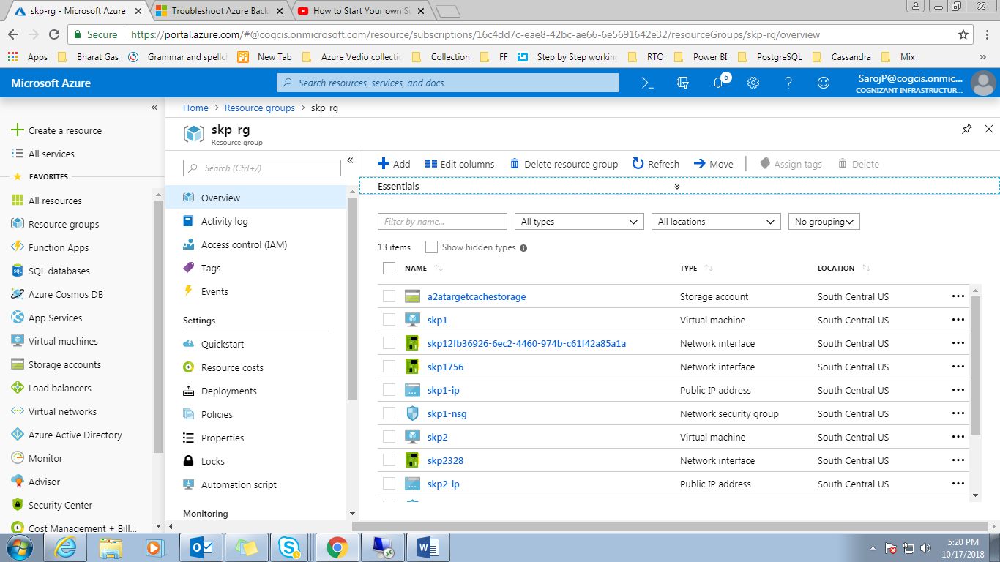 skp-rg - Microsoft Azure
Troubleshoot Azure Back
How to Start Your own Su
Secure
https://portal.azure.com/#@cogcis.onmicrosoft.com/resource/subscriptions/16c4dd7c-eae8-42bc-ae66-6e5691642e32/resourceGroups/skp-rg/overview
Apps
Bharat Gas
Grammar and spellch
New Tab
Azure Vedio collectic
Collection
FF
Step by Step working
RTO
Power BI
PostgreSQL
Cassandra
Mix
Microsoft Azure
Search resources, services, and docs
6
SarojP@cogcis.onmic...
COGNIZANT INFRASTRUCTUR...
Create a resource
All services
FAVORITES
All resources
Resource groups
Function Apps
SQL databases
Azure Cosmos DB
App Services
Virtual machines
Storage accounts
Load balancers
Virtual networks
Azure Active Directory
Monitor
Advisor
Security Center
Cost Management + Bill...
Home > Resource groups > skp-rg
skp-rg
Resource group
Search (Ctrl+/)
Overview
Activity log
Access control (IAM)
Tags
Events
Settings
Quickstart
Resource costs
Deployments
Policies
Properties
Locks
Automation script
Monitoring
Add
Edit columns
Delete resource group
Refresh
Move
Assign tags
Delete
Essentials
Filter by name...
All types
All locations
No grouping
13 items
Show hidden types
NAME TYPE LOCATION
a2atargetcachestorage Storage account South Central US
skp1 Virtual machine South Central US
skp12fb36926-6ec2-4460-974b-c61f42a85a1a Network interface South Central US
skp1756 Network interface South Central US
skp1-ip Public IP address South Central US
skp1-nsg Network security group South Central US
skp2 Virtual machine South Central US
skp2328 Network interface South Central US
skp2-ip Public IP address South Central US
5:20 PM
10/17/2018